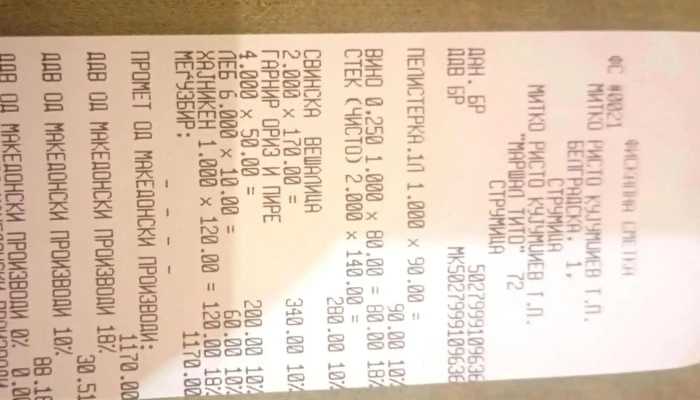 ФИСКАЛНА СМЕТКА
ФС #0021
МИТКО РИСТО КУЈУМЦИЕВ Т.П.
БЕЛГРАДСКА. 1,
СТРУМИЦА
МИТКО РИСТО КУЈУМЦИЕВ Т.П.
"МАРШАЛ ТИТО" 72
СТРУМИЦА
ДАН. БР 5027999109636
ДДВ БР МК5027999109636
ПЕЛИСТЕРКА.1Л 1.000 x 90.00 =
90.00 10%
ВИНО 0.250 1.000 x 80.00 = 80.00 18%
СТЕК (ЧИСТО) 2.000 x 140.00 =
280.00 10%
СВИНСКА ВЕШАЛИЦА
2.000 x 170.00 = 340.00 10%
ГАРНИР ОРИЗ И ПИРЕ
4.000 x 50.00 = 200.00 10%
ЛЕБ 6.000 x 10.00 = 60.00 10%
ХАЈНИКЕН 1.000 x 120.00 = 120.00 18%
МЕЃУЗБИР: 1170.00
- - - -
ПРОМЕТ ОД МАКЕДОНСКИ ПРОИЗВОДИ:
1170.00
ДДВ ОД МАКЕДОНСКИ ПРОИЗВОДИ 18%
30.51
ДДВ ОД МАКЕДОНСКИ ПРОИЗВОДИ 10%
88.18
ДДВ ОД МАКЕДОНСКИ ПРОИЗВОДИ 0% 0.00